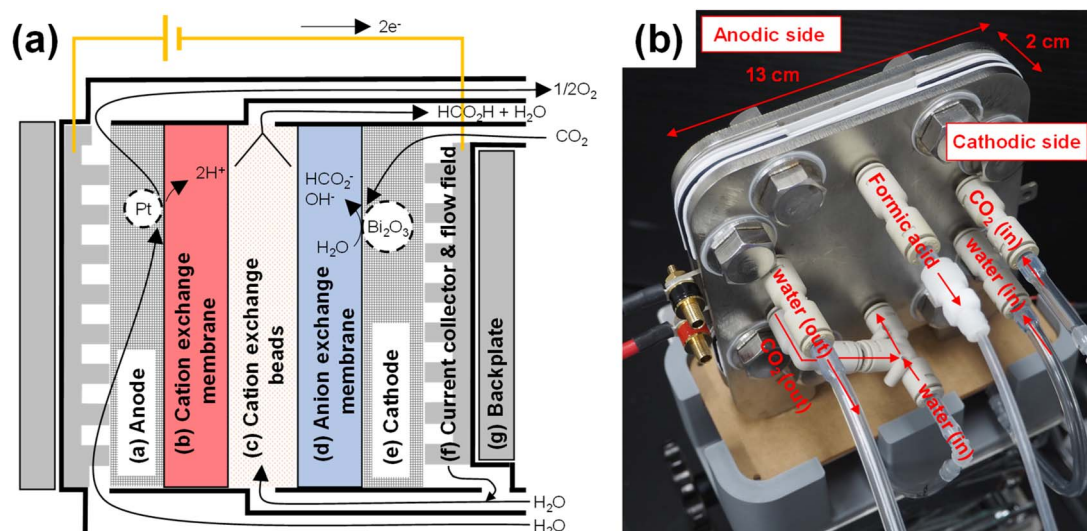 (a)
2e⁻
1/2O₂
HCO₂H + H₂O
CO₂
2H⁺
Pt
HCO₂⁻
OH⁻
H₂O
Bi₂O₃
(a) Anode
(b) Cation exchange
membrane
(c) Cation exchange
beads
(d) Anion exchange
membrane
(e) Cathode
(f) Current collector & flow field
(g) Backplate
H₂O
H₂O
(b)
Anodic side
13 cm
2 cm
Cathodic side
Formic acid
CO₂ (in)
water (in)
water (out)
CO₂ (out)
water (in)